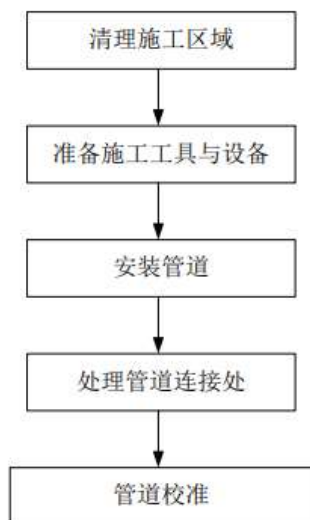 清理施工区域
准备施工工具与设备
安装管道
处理管道连接处
管道校准